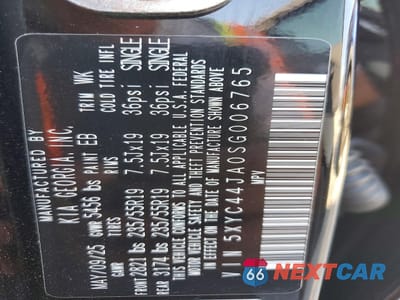 MANUFACTURED BY
KIA GEORGIA, INC.
MAY/09/25 GVWR 5456 lbs PAINT EB TRIM WK
GAWR TIRES RIMS COLD TIRE INFL
FRONT 2821 lbs 235/55R19 7.5Jx19 36psi SINGLE
REAR 3174 lbs 235/55R19 7.5Jx19 36psi SINGLE
THIS VEHICLE CONFORMS TO ALL APPLICABLE U.S.A. FEDERAL
MOTOR VEHICLE SAFETY, BUMPER, AND THEFT PREVENTION STANDARDS
IN EFFECT ON THE DATE OF MANUFACTURE SHOWN ABOVE
VIN 5XYC44JA0SG006765
MPV
66 NEXTCAR